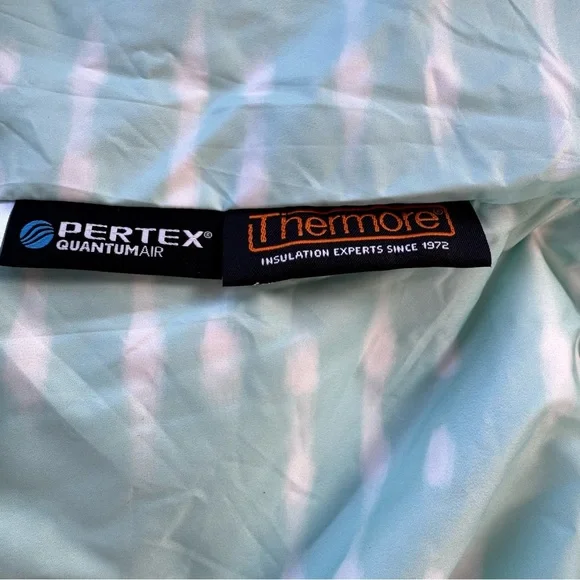 PERTEX®
QUANTUMAIR
Thermore®
INSULATION EXPERTS SINCE 1972